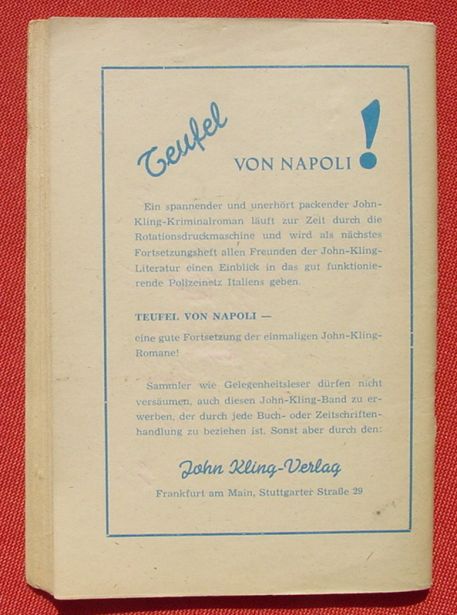 Teufel
VON NAPOLI !
Ein spannender und unerhört packender John-
Kling-Kriminalroman läuft zur Zeit durch die
Rotationsdruckmaschine und wird als nächstes
Fortsetzungsheft allen Freunden der John-Kling-
Literatur einen Einblick in das gut funktionie-
rende Polizeinetz Italiens geben.
TEUFEL VON NAPOLI —
eine gute Fortsetzung der einmaligen John-Kling-
Romane!
Sammler wie Gelegenheitsleser dürfen nicht
versäumen, auch diesen John-Kling-Band zu er-
werben, der durch jede Buch- oder Zeitschriften-
handlung zu beziehen ist. Sonst aber durch den:
John Kling-Verlag
Frankfurt am Main, Stuttgarter Straße 29